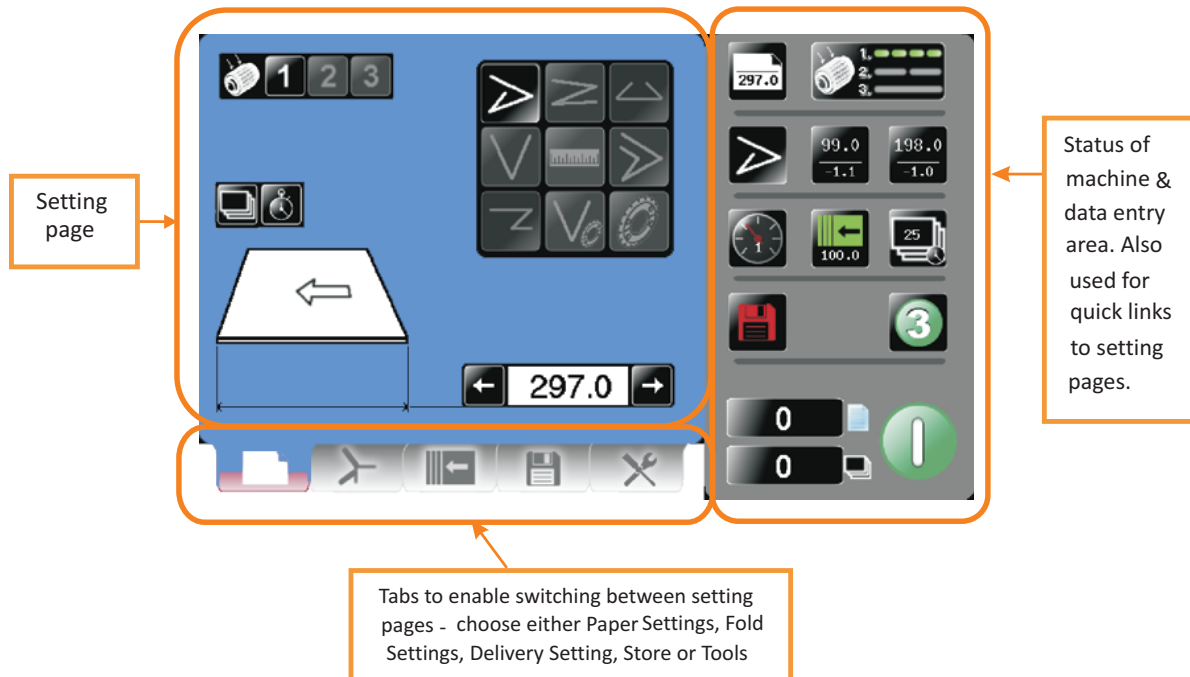 1 2 3
297.0
Setting
page
297.0
1.
2.
3.
99.0
-1.1
198.0
-1.0
1
100.0
25
3
0
0
Status of
machine &
data entry
area. Also
used for
quick links
to setting
pages.
Tabs to enable switching between setting
pages - choose either Paper Settings, Fold
Settings, Delivery Setting, Store or Tools